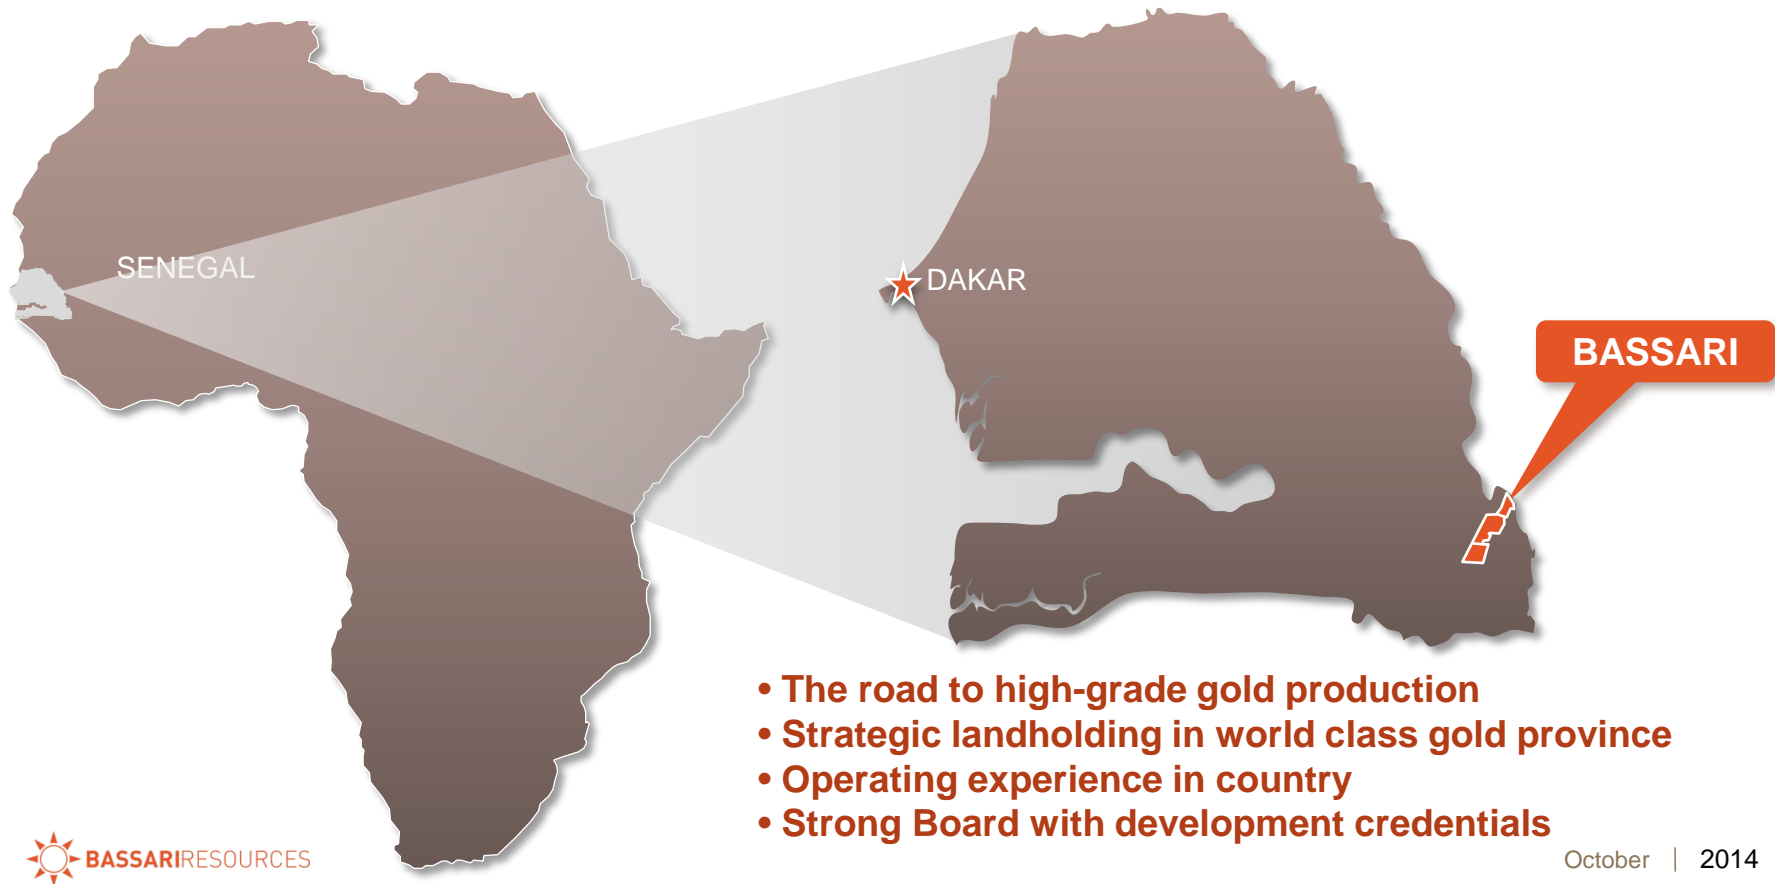 SENEGAL
DAKAR
BASSARI
• The road to high-grade gold production
• Strategic landholding in world class gold province
• Operating experience in country
• Strong Board with development credentials
BASSARIRESOURCES
October | 2014